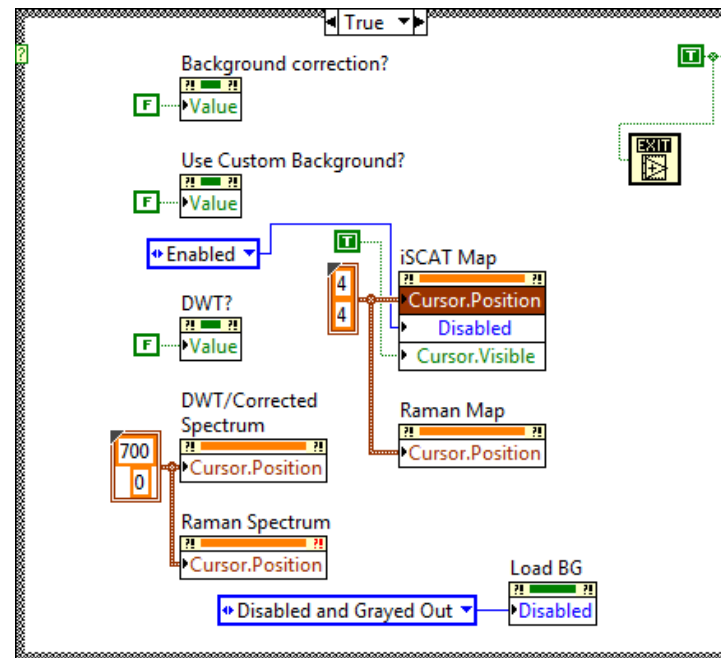 True
?
Background correction?
?! ?!
F
Value
T
EXIT
Use Custom Background?
?! ?!
F
Value
Enabled
T
iSCAT Map
?! ?!
4
4
Cursor.Position
Disabled
Cursor.Visible
DWT?
?! ?!
F
Value
DWT/Corrected
Spectrum
?! ?!
700
0
Cursor.Position
Raman Map
?! ?!
Cursor.Position
Raman Spectrum
?! ?!
Cursor.Position
Load BG
?! ?!
Disabled and Grayed Out
Disabled